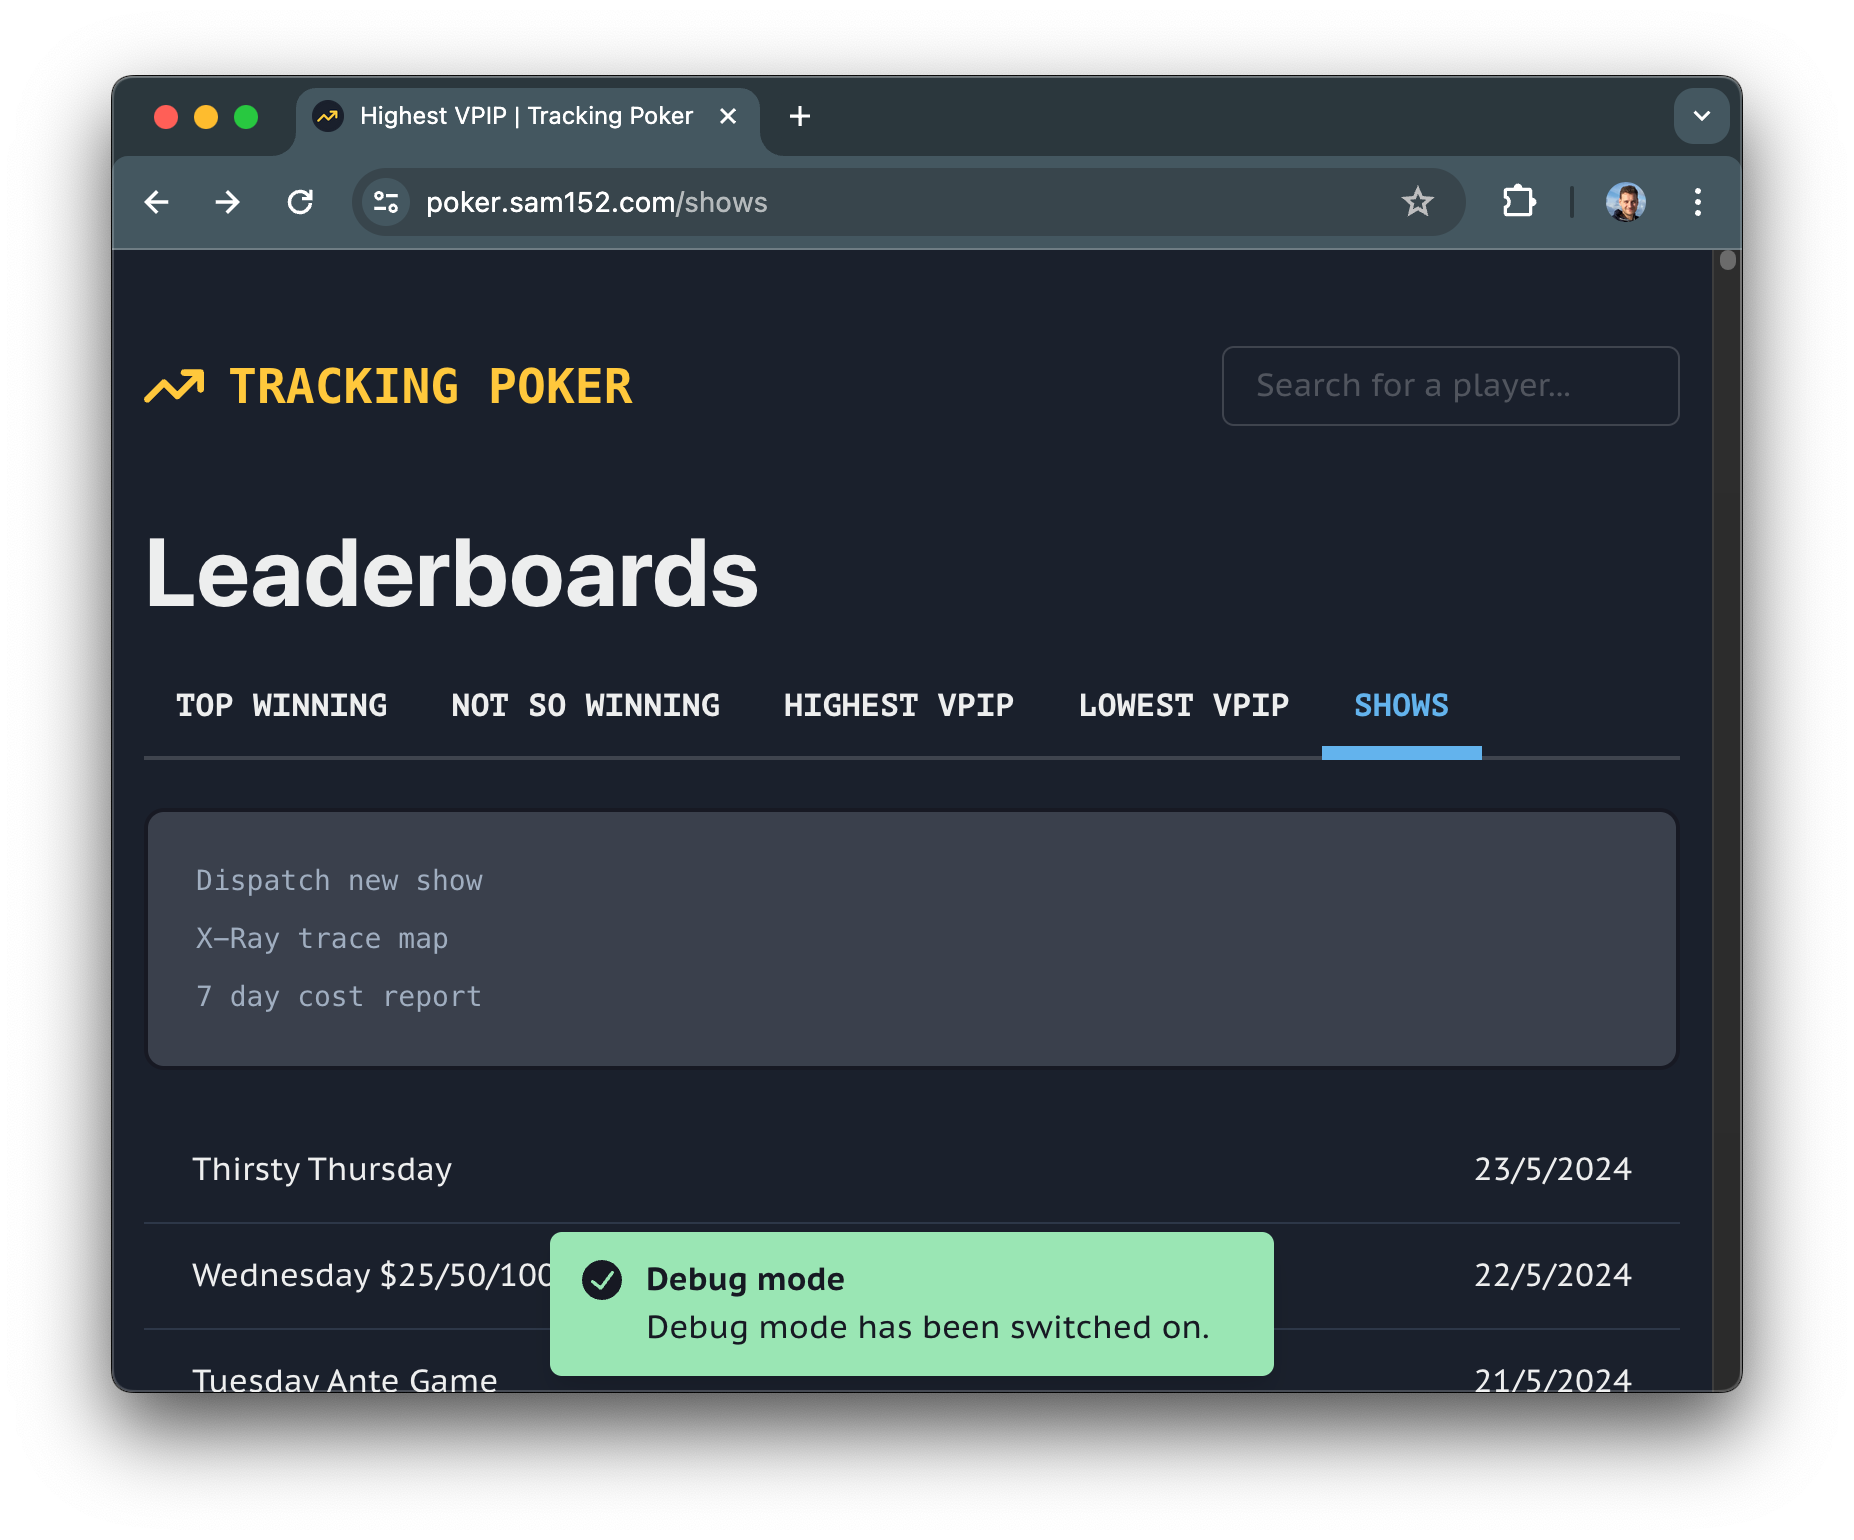 Highest VPIP | Tracking Poker
poker.sam152.com/shows
TRACKING POKER
Search for a player...
Leaderboards
TOP WINNING NOT SO WINNING HIGHEST VPIP LOWEST VPIP SHOWS
Dispatch new show
X-Ray trace map
7 day cost report
Thirsty Thursday 23/5/2024
Wednesday $25/50/100 22/5/2024
Debug mode
Debug mode has been switched on.
Tuesday Ante Game 21/5/2024